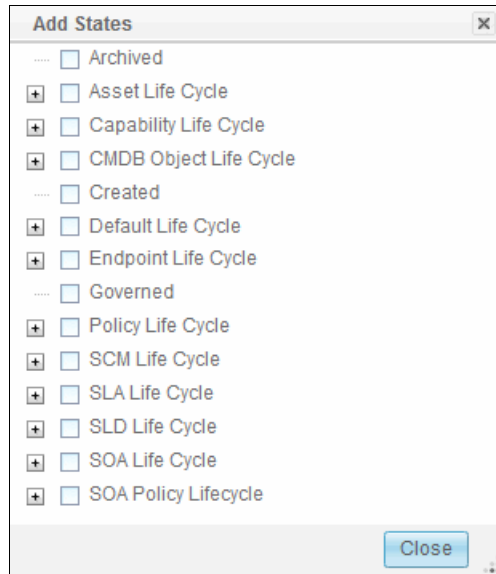 Add States
Archived
Asset Life Cycle
Capability Life Cycle
CMDB Object Life Cycle
Created
Default Life Cycle
Endpoint Life Cycle
Governed
Policy Life Cycle
SCM Life Cycle
SLA Life Cycle
SLD Life Cycle
SOA Life Cycle
SOA Policy Lifecycle
Close